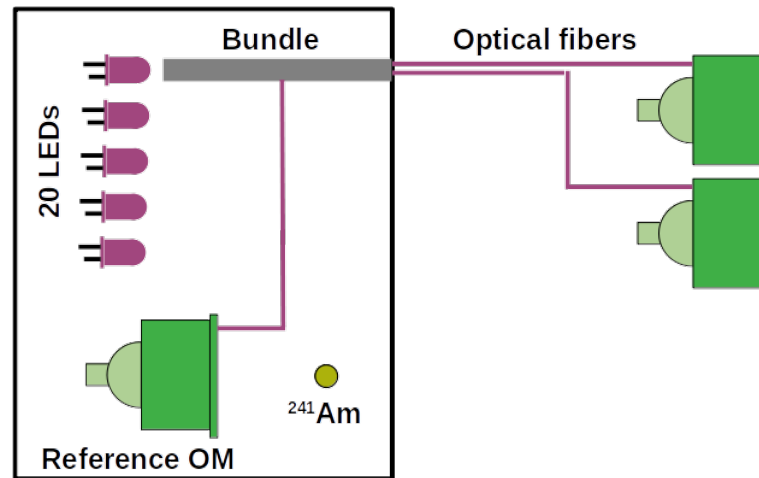 Bundle
Optical fibers
20 LEDs
²⁴¹Am
Reference OM